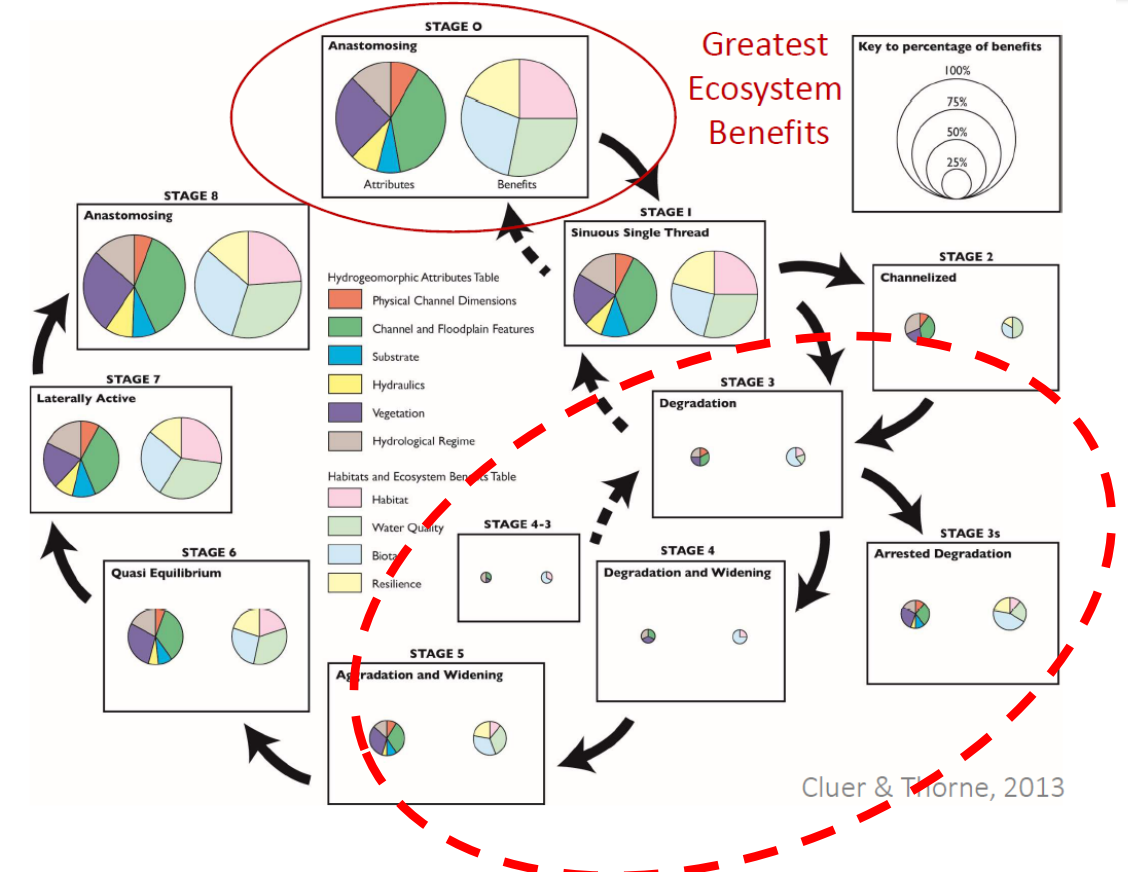 STAGE O
Anastomosing
Attributes
Benefits
Greatest
Ecosystem
Benefits
Key to percentage of benefits
100%
75%
50%
25%
STAGE 8
Anastomosing
STAGE I
Sinuous Single Thread
STAGE 2
Channelized
Hydrogeomorphic Attributes Table
Physical Channel Dimensions
Channel and Floodplain Features
Substrate
Hydraulics
Vegetation
Hydrological Regime
Habitats and Ecosystem Benefits Table
Habitat
Water Quality
Biota
Resilience
STAGE 7
Laterally Active
STAGE 3
Degradation
STAGE 4-3
STAGE 3s
Arrested Degradation
STAGE 6
Quasi Equilibrium
STAGE 4
Degradation and Widening
STAGE 5
Aggradation and Widening
Cluer & Thorne, 2013